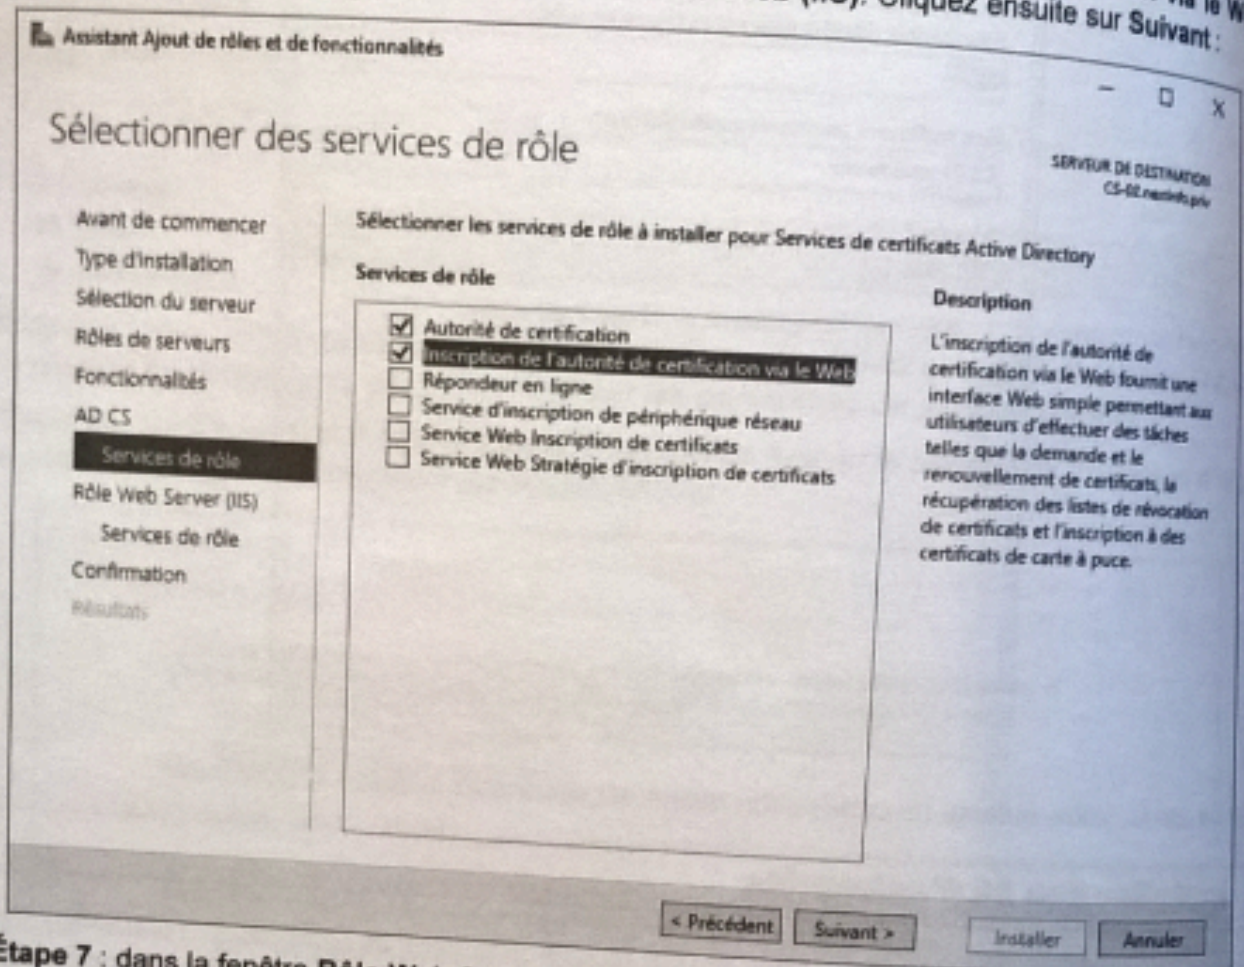 via le
(IIS). Cliquez ensuite sur Suivant :
Assistant Ajout de rôles et de fonctionnalités
Sélectionner des services de rôle
SERVEUR DE DESTINATION
Avant de commencer
Type d'installation
Sélection du serveur
Rôles de serveurs
Fonctionnalités
AD CS
Services de rôle
Rôle Web Server (IIS)
Services de rôle
Confirmation
Résultats
Sélectionner les services de rôle à installer pour Services de certificats Active Directory
Services de rôle
Autorité de certification
Inscription de l'autorité de certification via le Web
Répondeur en ligne
Service d'inscription de périphérique réseau
Service Web Inscription de certificats
Service Web Stratégie d'inscription de certificats
Description
L'inscription de l'autorité de
certification via le Web fournit une
interface Web simple permettant aux
utilisateurs d'effectuer des tâches
telles que la demande et le
renouvellement de certificats, la
récupération des listes de révocation
de certificats et l'inscription à des
certificats de carte à puce.
< Précédent
Suivant >
Installer
Annuler
Étape 7 : dans la fenêtre Rôle